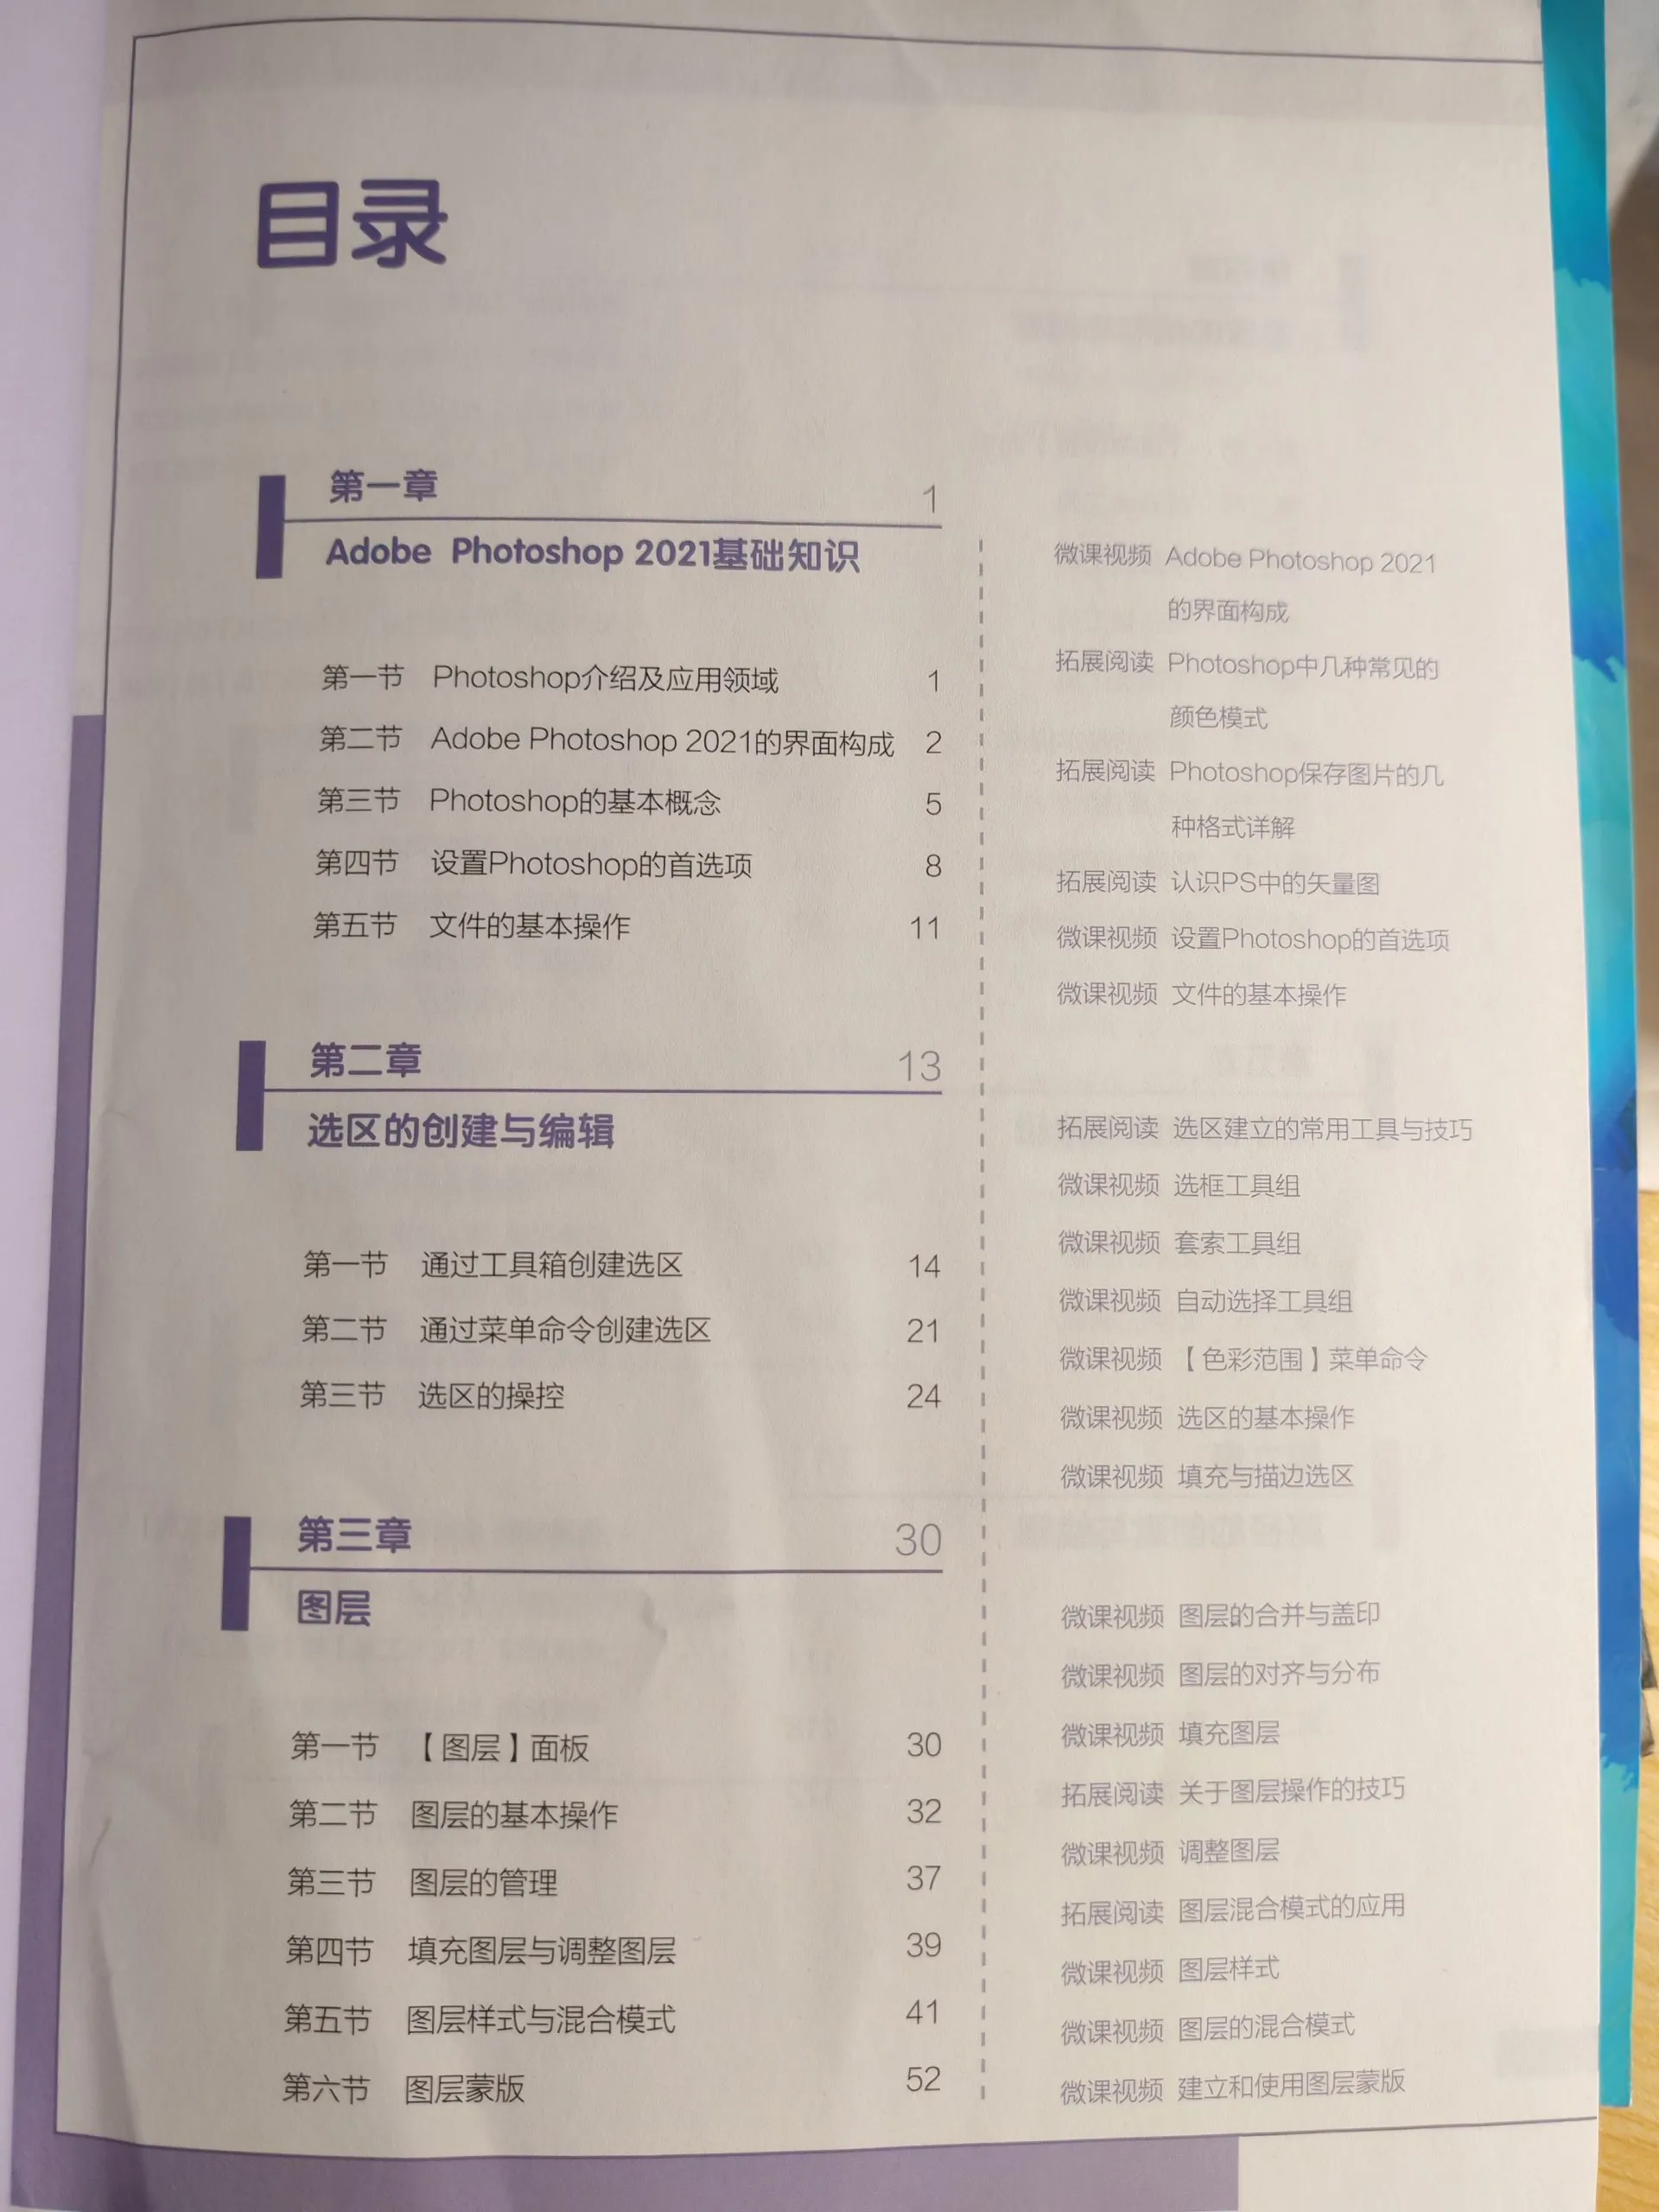 目录
第一章 1
Adobe Photoshop 2021基础知识
第一节 Photoshop介绍及应用领域 1
第二节 Adobe Photoshop 2021的界面构成 2
第三节 Photoshop的基本概念 5
第四节 设置Photoshop的首选项 8
第五节 文件的基本操作 11
微课视频 Adobe Photoshop 2021
的界面构成
拓展阅读 Photoshop中几种常见的
颜色模式
拓展阅读 Photoshop保存图片的几
种格式详解
拓展阅读 认识PS中的矢量图
微课视频 设置Photoshop的首选项
微课视频 文件的基本操作
第二章 13
选区的创建与编辑
第一节 通过工具箱创建选区 14
第二节 通过菜单命令创建选区 21
第三节 选区的操控 24
拓展阅读 选区建立的常用工具与技巧
微课视频 选框工具组
微课视频 套索工具组
微课视频 自动选择工具组
微课视频 【色彩范围】菜单命令
微课视频 选区的基本操作
微课视频 填充与描边选区
第三章 30
图层
第一节 【图层】面板 30
第二节 图层的基本操作 32
第三节 图层的管理 37
第四节 填充图层与调整图层 39
第五节 图层样式与混合模式 41
第六节 图层蒙版 52
微课视频 图层的合并与盖印
微课视频 图层的对齐与分布
微课视频 填充图层
拓展阅读 关于图层操作的技巧
微课视频 调整图层
拓展阅读 图层混合模式的应用
微课视频 图层样式
微课视频 图层的混合模式
微课视频 建立和使用图层蒙版